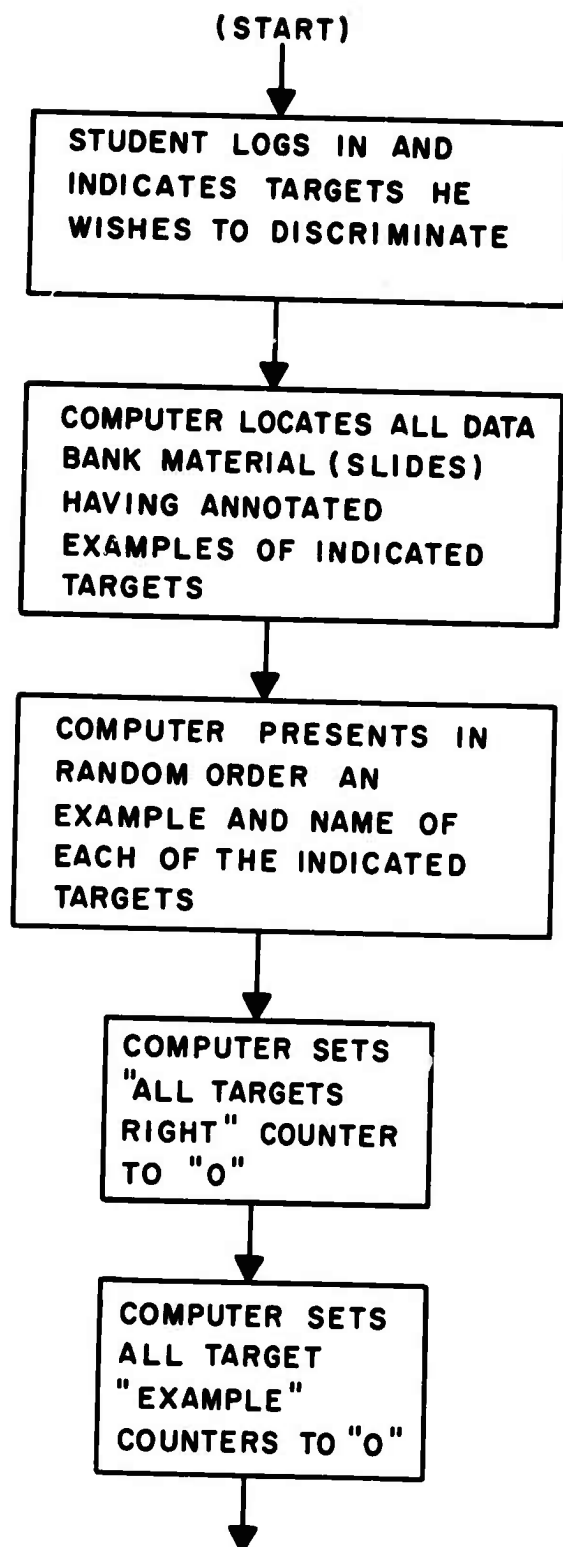 (START)
STUDENT LOGS IN AND
INDICATES TARGETS HE
WISHES TO DISCRIMINATE
COMPUTER LOCATES ALL DATA
BANK MATERIAL (SLIDES)
HAVING ANNOTATED
EXAMPLES OF INDICATED
TARGETS
COMPUTER PRESENTS IN
RANDOM ORDER AN
EXAMPLE AND NAME OF
EACH OF THE INDICATED
TARGETS
COMPUTER SETS
"ALL TARGETS
RIGHT" COUNTER
TO "O"
COMPUTER SETS
ALL TARGET
"EXAMPLE"
COUNTERS TO "O"